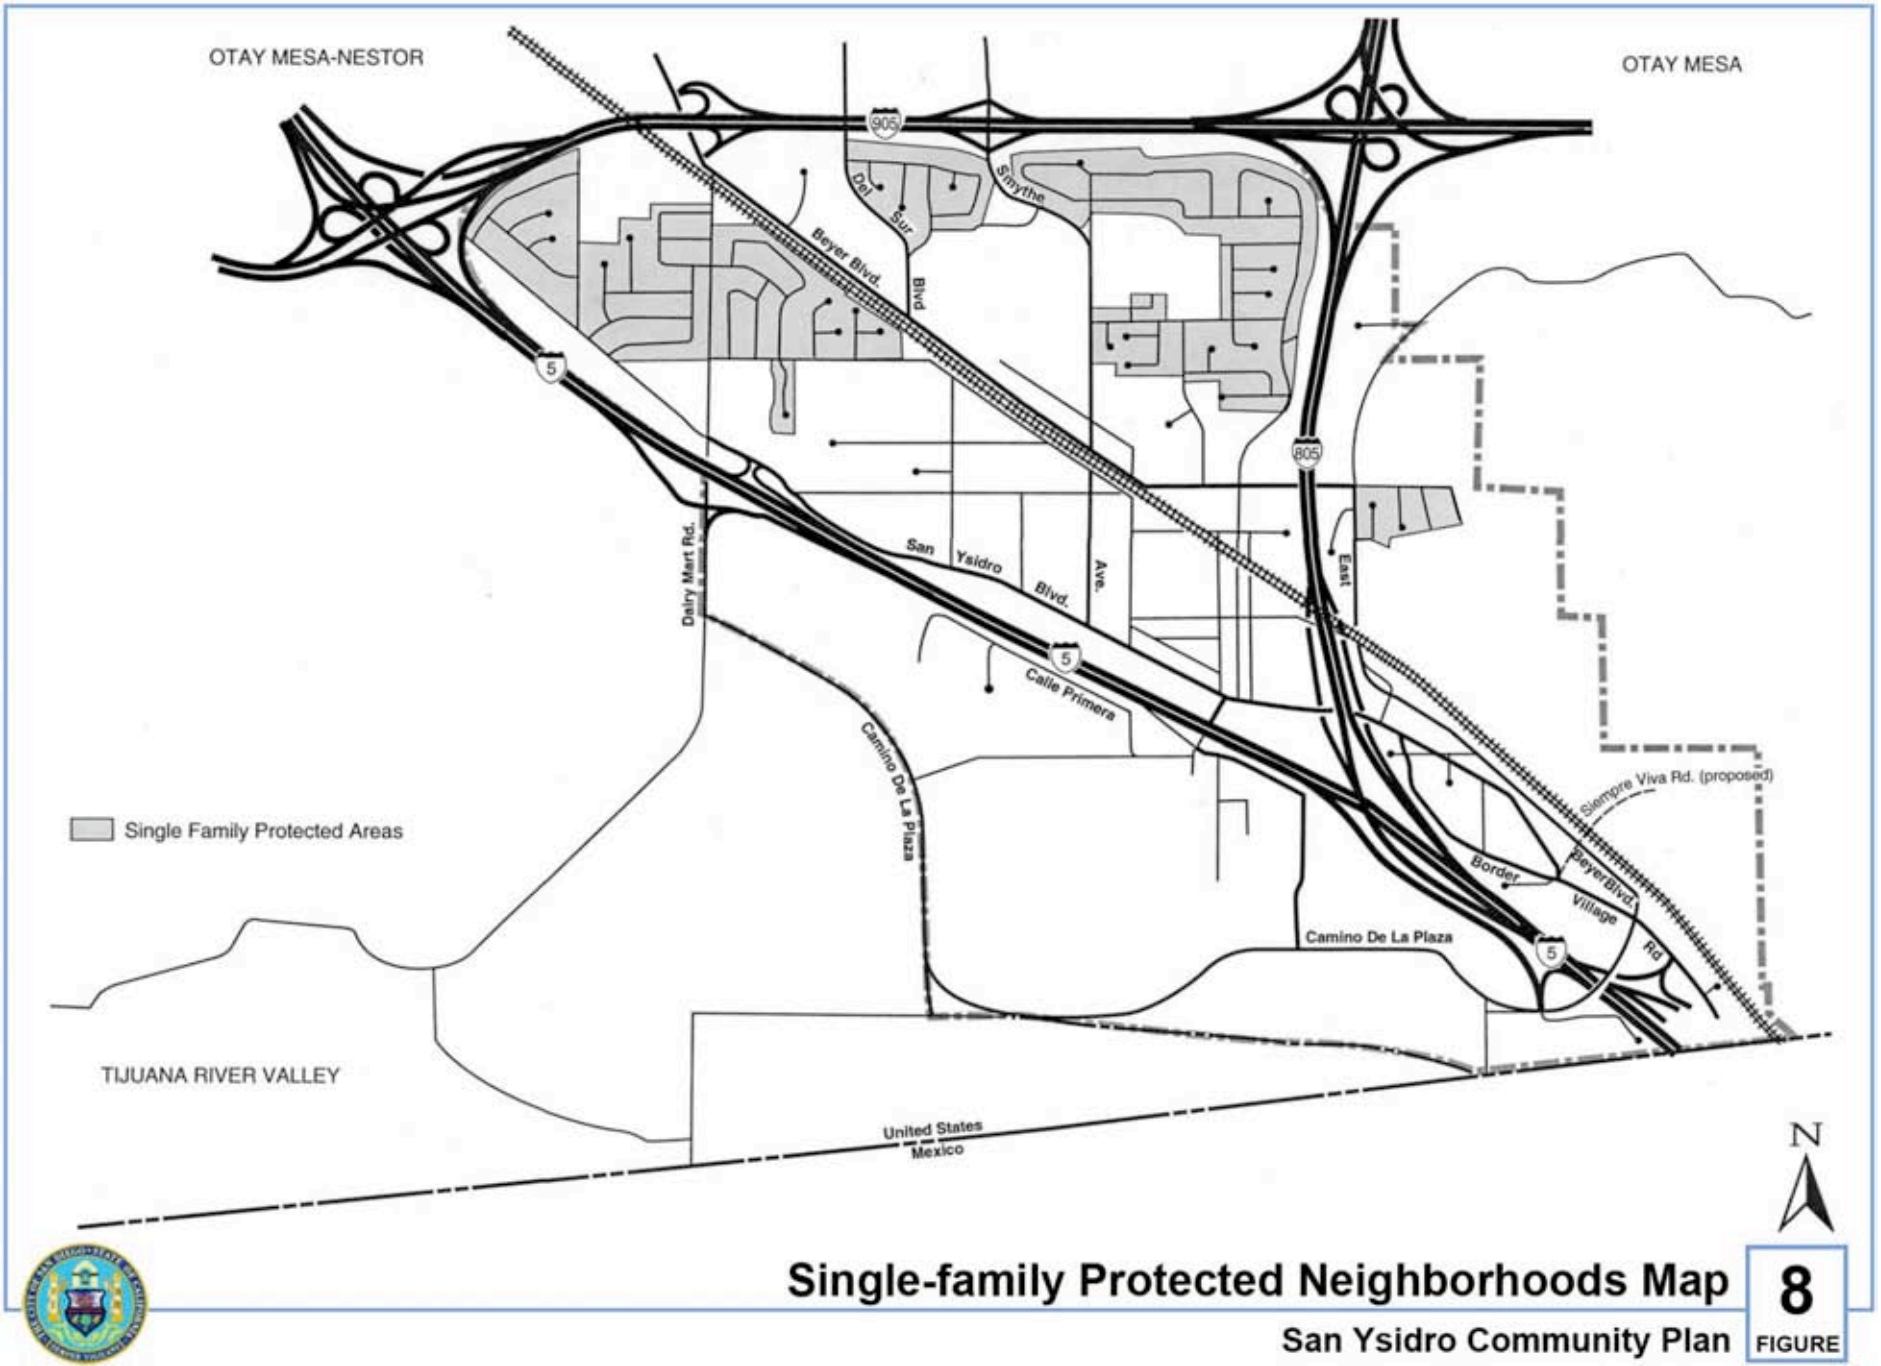 OTAY MESA-NESTOR
OTAY MESA
905
Del
Sur
Blvd
Smythe
Beyer Blvd.
5
805
Dairy Mart Rd.
San
Ysidro
Blvd.
Ave.
East
5
Calle Primera
Camino De La Plaza
Siempre Viva Rd. (proposed)
Single Family Protected Areas
Border
Village
Rd
BeyerBlvd.
Camino De La Plaza
5
TIJUANA RIVER VALLEY
United States
Mexico
N
Single-family Protected Neighborhoods Map
San Ysidro Community Plan
8
FIGURE